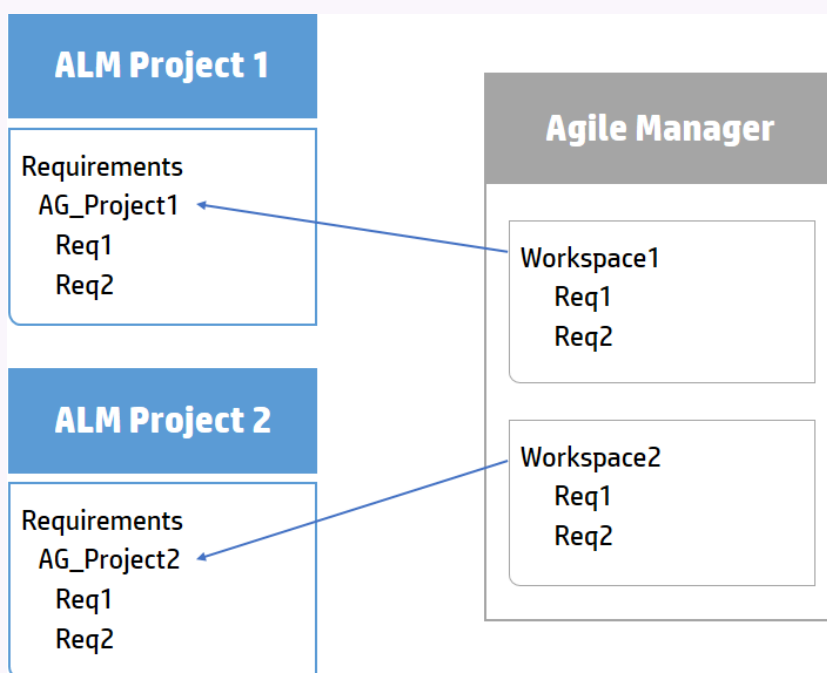 ALM Project 1
Requirements
AG_Project1
Req1
Req2
ALM Project 2
Requirements
AG_Project2
Req1
Req2
Agile Manager
Workspace1
Req1
Req2
Workspace2
Req1
Req2